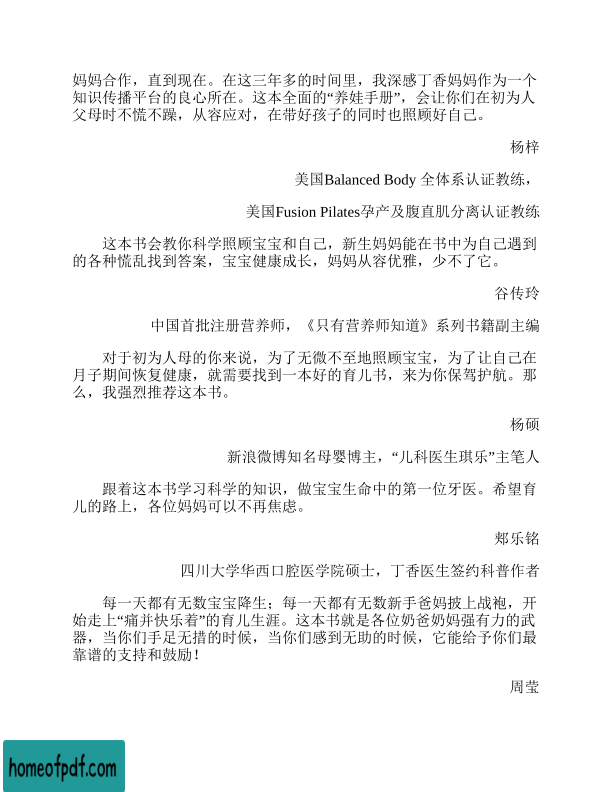 妈妈合作，直到现在。在这三年多的时间里，我深感丁香妈妈作为一个
知识传播平台的良心所在。这本全面的“养娃手册”，会让你们在初为人
父母时不慌不躁，从容应对，在带好孩子的同时也照顾好自己。
杨梓
美国Balanced Body 全体系认证教练，
美国Fusion Pilates孕产及腹直肌分离认证教练
这本书会教你科学照顾宝宝和自己，新生妈妈能在书中为自己遇到
的各种慌乱找到答案，宝宝健康成长，妈妈从容优雅，少不了它。
谷传玲
中国首批注册营养师，《只有营养师知道》系列书籍副主编
对于初为人母的你来说，为了无微不至地照顾宝宝，为了让自己在
月子期间恢复健康，就需要找到一本好的育儿书，来为你保驾护航。那
么，我强烈推荐这本书。
杨硕
新浪微博知名母婴博主，“儿科医生琪乐”主笔人
跟着这本书学习科学的知识，做宝宝生命中的第一位牙医。希望育
儿的路上，各位妈妈可以不再焦虑。
郏乐铭
四川大学华西口腔医学院硕士，丁香医生签约科普作者
每一天都有无数宝宝降生；每一天都有无数新手爸妈披上战袍，开
始走上“痛并快乐着”的育儿生涯。这本书就是各位奶爸奶妈强有力的武
器，当你们手足无措的时候，当你们感到无助的时候，它能给予你们最
靠谱的支持和鼓励！
周莹
homeofpdf.com